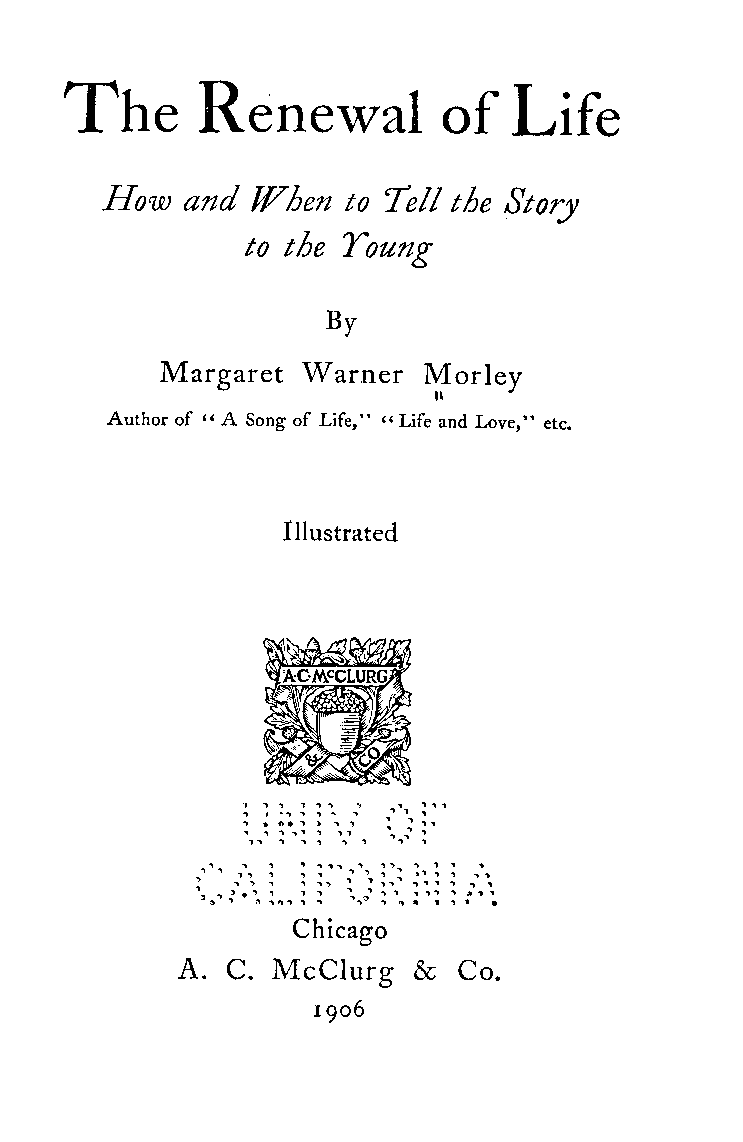 The Renewal of Life
How and When to Tell the Story
to the Young
By
Margaret Warner Morley
Author of “A Song of Life,” “Life and Love,” etc.
Illustrated
A·C·McCLURG
& CO
UNIV. OF
CALIFORNIA
Chicago
A. C. McClurg & Co.
1906